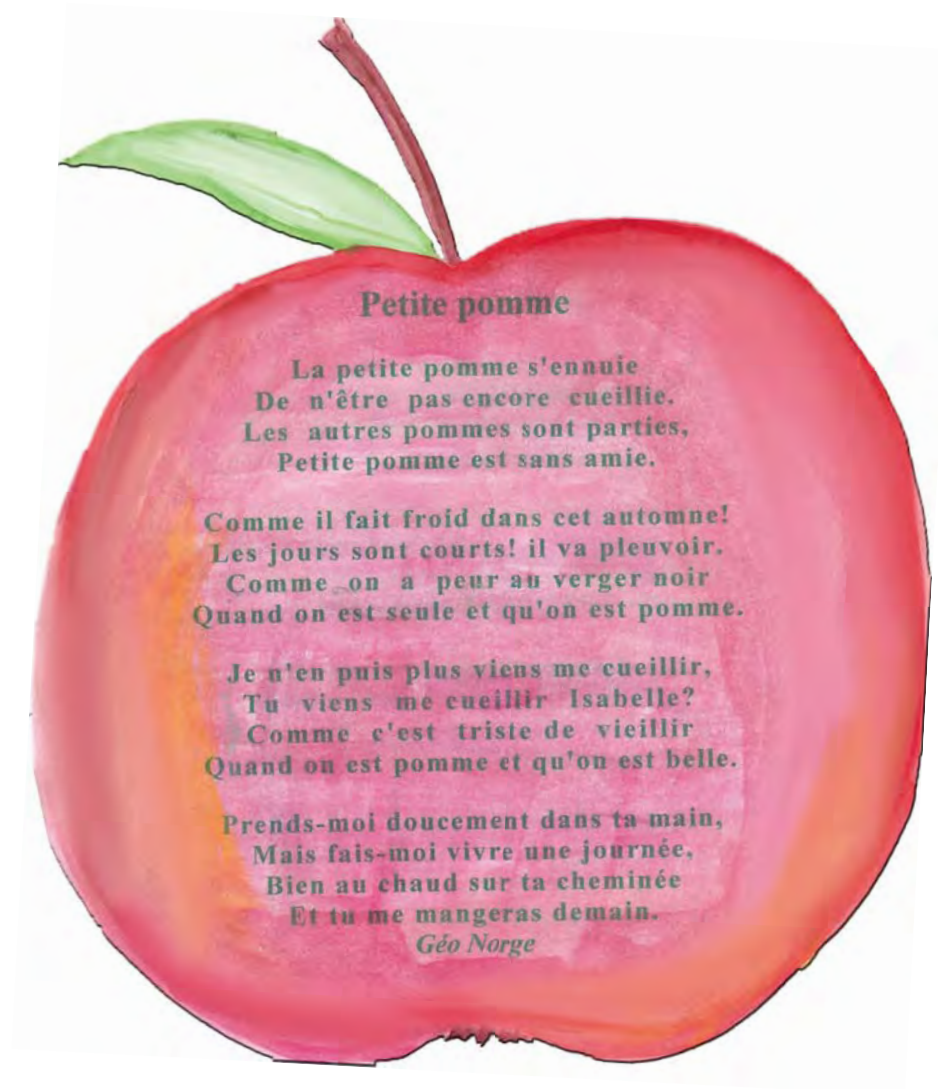 Petite pomme
La petite pomme s'ennuie
De n'être pas encore cueillie.
Les autres pommes sont parties,
Petite pomme est sans amie.
Comme il fait froid dans cet automne!
Les jours sont courts! il va pleuvoir.
Comme on a peur au verger noir
Quand on est seule et qu'on est pomme.
Je n'en puis plus viens me cueillir,
Tu viens me cueillir Isabelle?
Comme c'est triste de vieillir
Quand on est pomme et qu'on est belle.
Prends-moi doucement dans ta main,
Mais fais-moi vivre une journée,
Bien au chaud sur ta cheminée
Et tu me mangeras demain.
Géo Norge